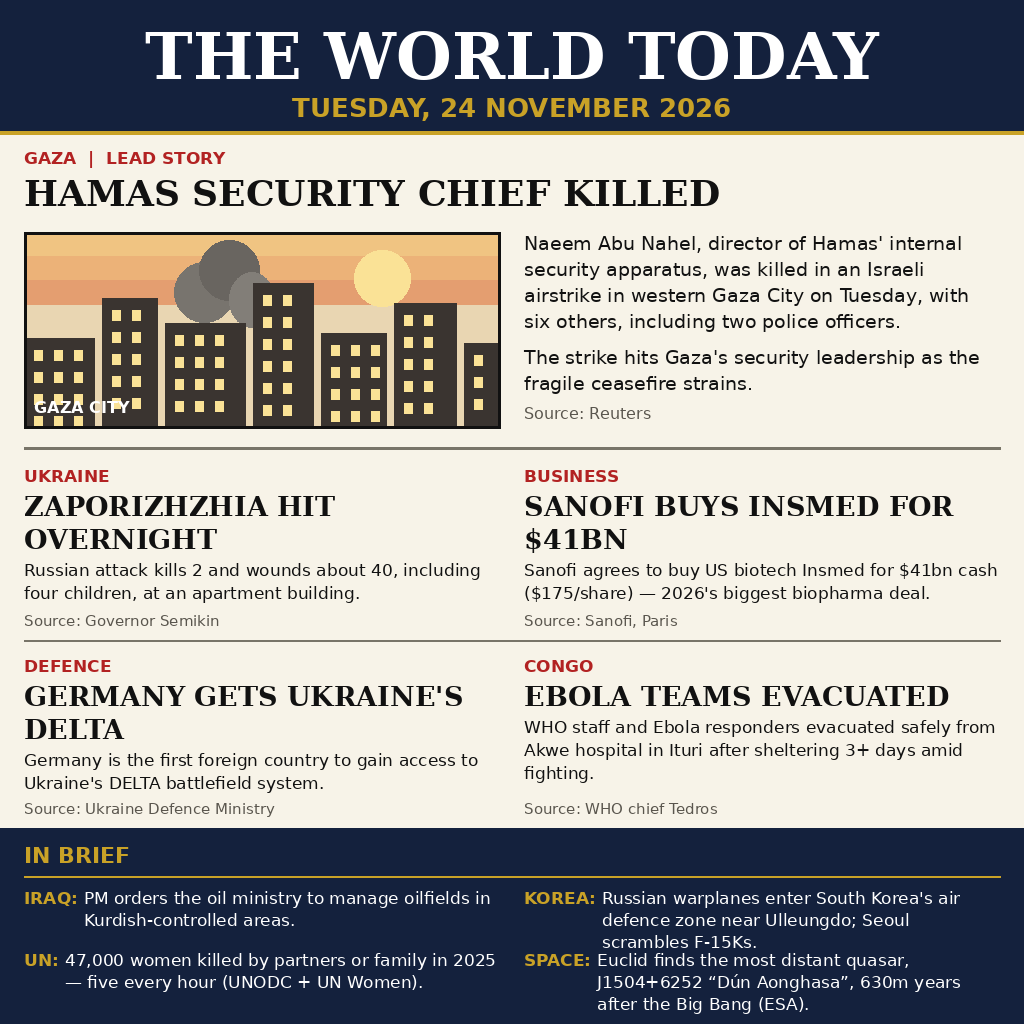 THE WORLD TODAY
TUESDAY, 24 NOVEMBER 2026
GAZA | LEAD STORY
HAMAS SECURITY CHIEF KILLED
GAZA CITY
Naeem Abu Nahel, director of Hamas' internal
security apparatus, was killed in an Israeli
airstrike in western Gaza City on Tuesday, with
six others, including two police officers.
The strike hits Gaza's security leadership as the
fragile ceasefire strains.
Source: Reuters
UKRAINE
ZAPORIZHZHIA HIT
OVERNIGHT
Russian attack kills 2 and wounds about 40, including
four children, at an apartment building.
Source: Governor Semikin
BUSINESS
SANOFI BUYS INSMED FOR
$41BN
Sanofi agrees to buy US biotech Insmed for $41bn cash
($175/share) — 2026's biggest biopharma deal.
Source: Sanofi, Paris
DEFENCE
GERMANY GETS UKRAINE'S
DELTA
Germany is the first foreign country to gain access to
Ukraine's DELTA battlefield system.
Source: Ukraine Defence Ministry
CONGO
EBOLA TEAMS EVACUATED
WHO staff and Ebola responders evacuated safely from
Akwe hospital in Ituri after sheltering 3+ days amid
fighting.
Source: WHO chief Tedros
IN BRIEF
IRAQ: PM orders the oil ministry to manage oilfields in
Kurdish-controlled areas.
UN: 47,000 women killed by partners or family in 2025
— five every hour (UNODC + UN Women).
KOREA: Russian warplanes enter South Korea's air
defence zone near Ulleungdo; Seoul
scrambles F-15Ks.
SPACE: Euclid finds the most distant quasar,
J1504+6252 “Dún Aonghasa”, 630m years
after the Big Bang (ESA).